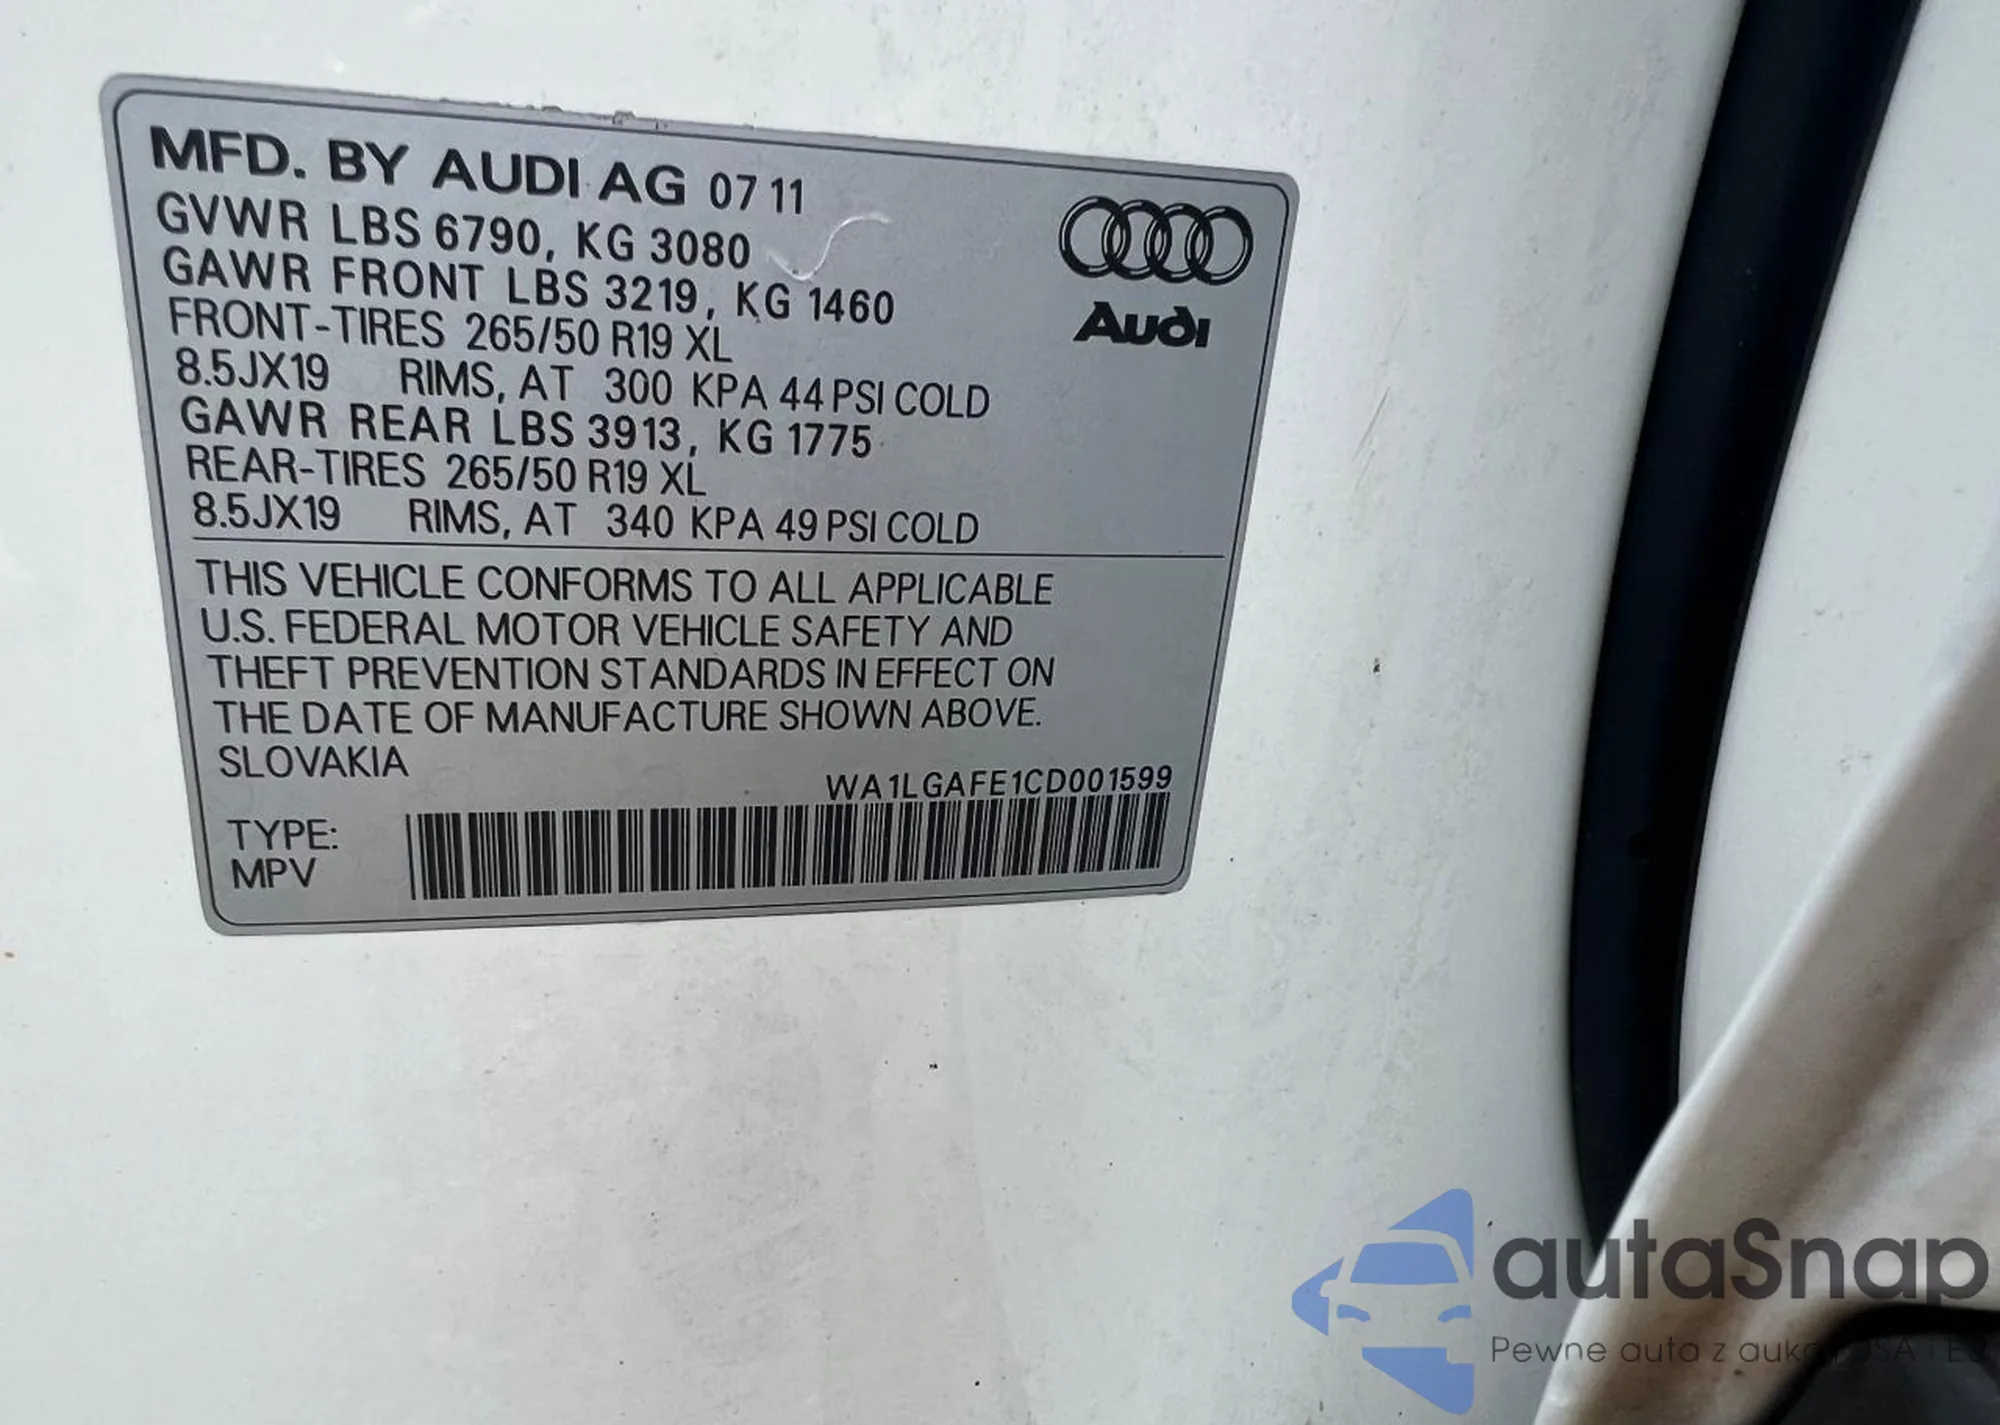 MFD. BY AUDI AG 07 11
GVWR LBS 6790, KG 3080
GAWR FRONT LBS 3219, KG 1460
FRONT-TIRES 265/50 R19 XL
8.5JX19 RIMS, AT 300 KPA 44 PSI COLD
GAWR REAR LBS 3913, KG 1775
REAR-TIRES 265/50 R19 XL
8.5JX19 RIMS, AT 340 KPA 49 PSI COLD
Audi
THIS VEHICLE CONFORMS TO ALL APPLICABLE
U.S. FEDERAL MOTOR VEHICLE SAFETY AND
THEFT PREVENTION STANDARDS IN EFFECT ON
THE DATE OF MANUFACTURE SHOWN ABOVE.
SLOVAKIA
WA1LGAFE1CD001599
TYPE:
MPV
autaSnap
Pewne auta z aukcji USA i